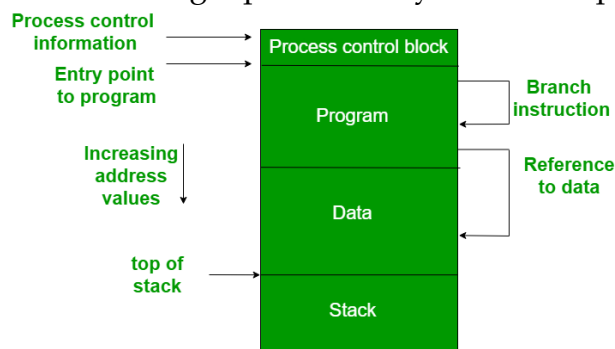 Process control
information
Process control block
Entry point
to program
Program
Branch
instruction
Increasing
address
values
Reference
to data
Data
top of
stack
Stack